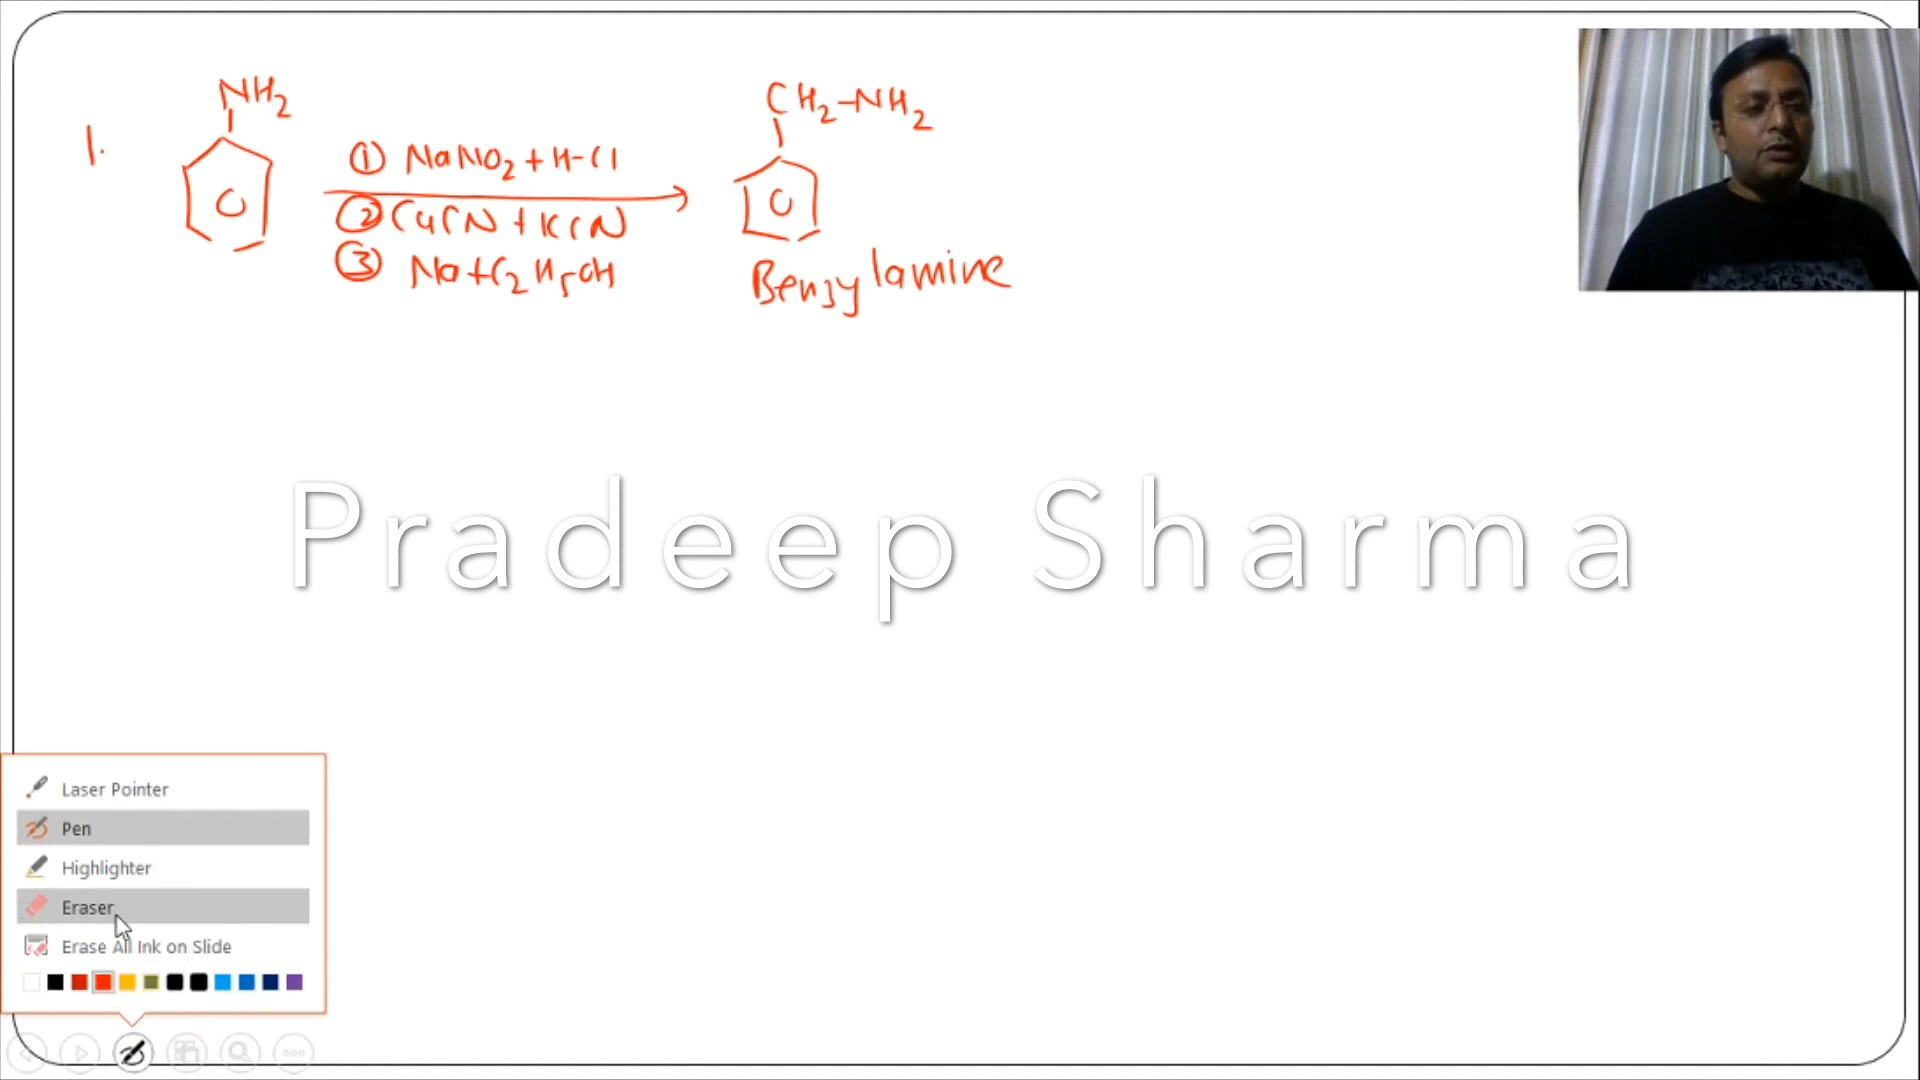 NH2
1.
① NaNO2 + H-Cl
② CuCN + KCN
③ Na + C2H5OH
CH2-NH2
Benzylamine
Pradeep Sharma
Laser Pointer
Pen
Highlighter
Eraser
Erase All Ink on Slide